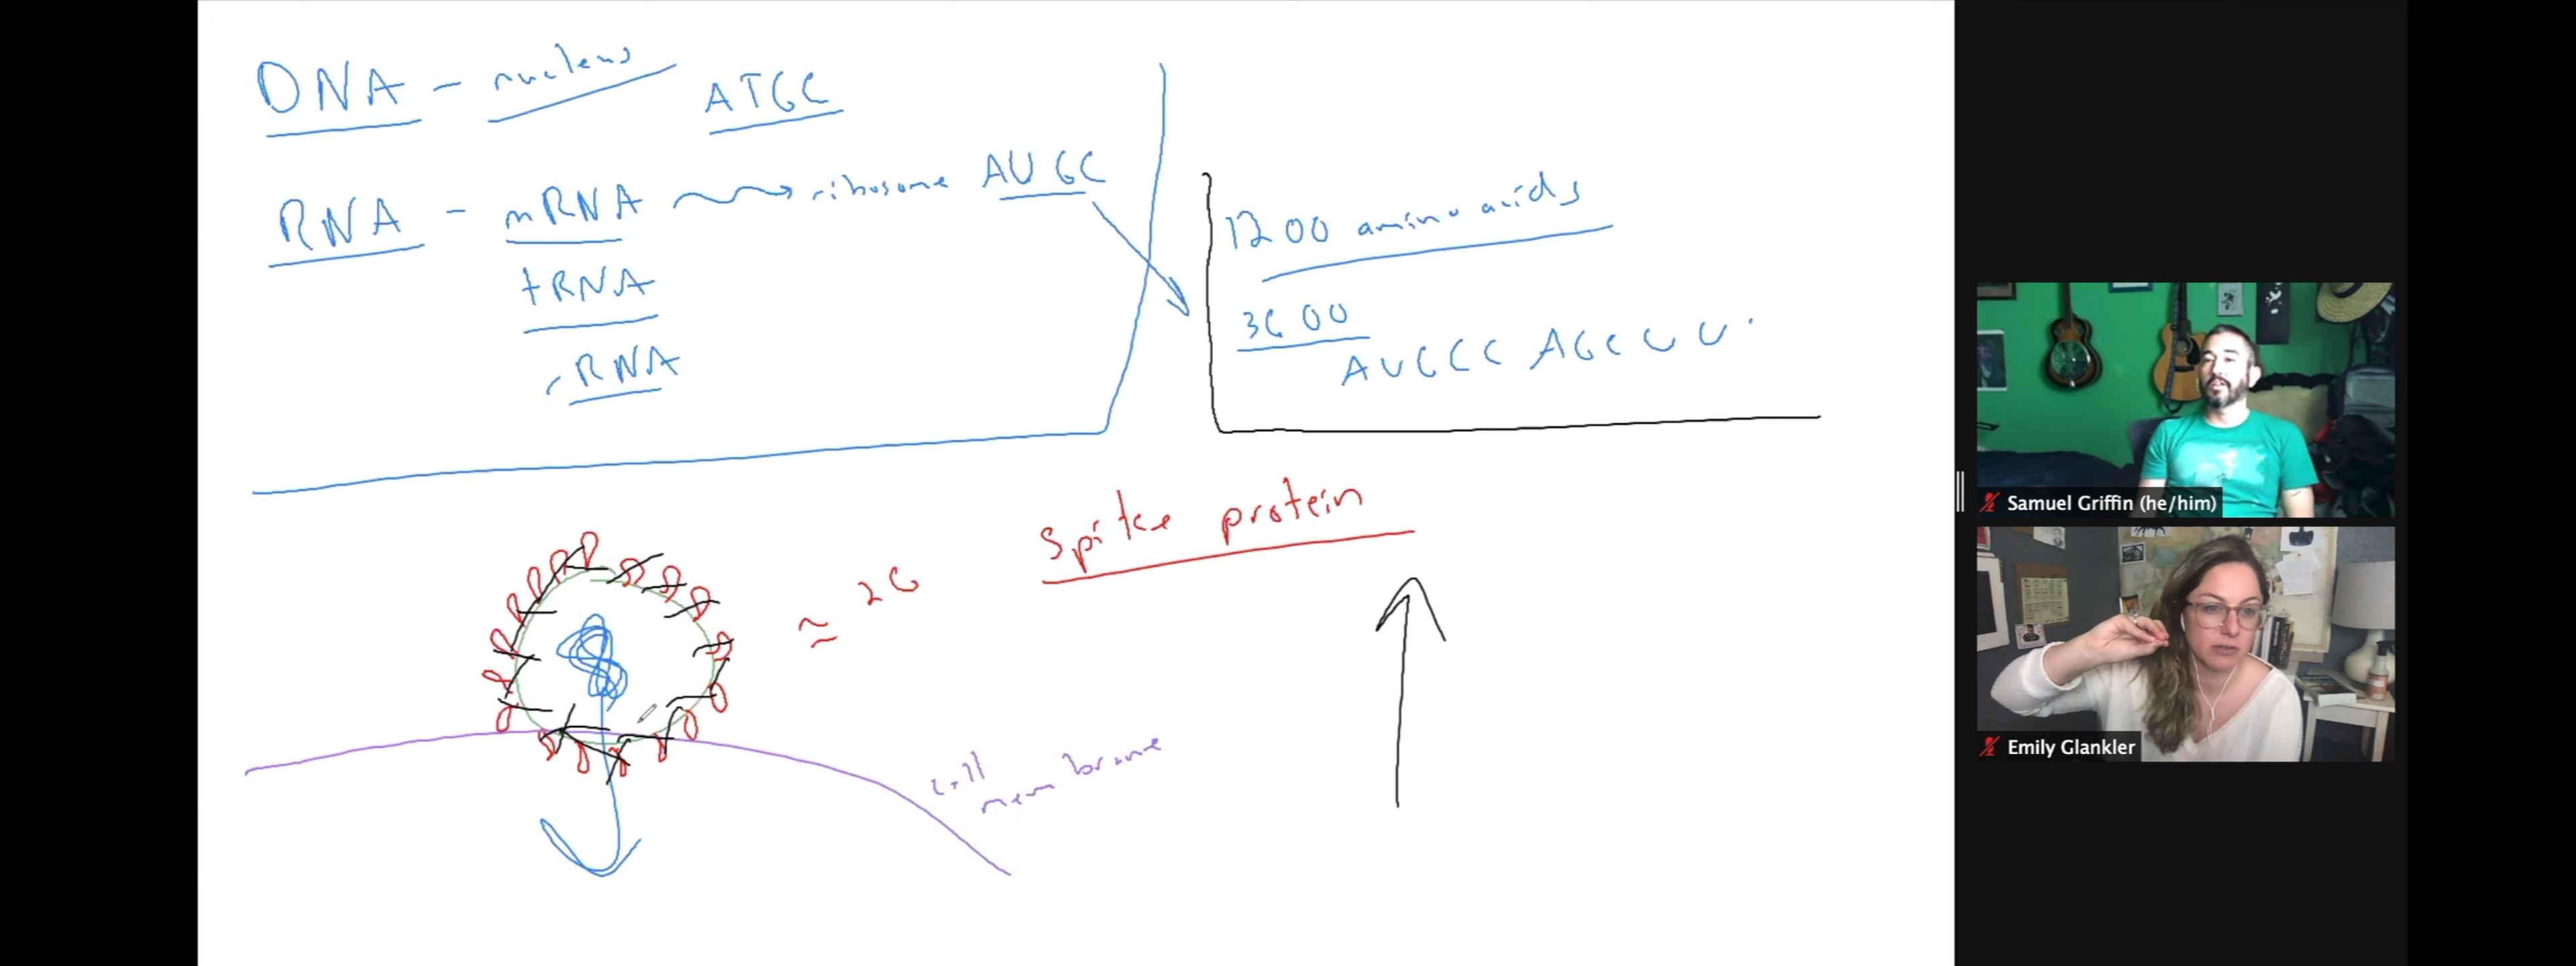 DNA - nucleus ATGC
RNA - mRNA ribosome AUGC
tRNA
rRNA
1200 amino acids
3600
AUGCCC AGCUU
Spike protein
≈ 26
cell
membrane
Samuel Griffin (he/him)
Emily Glankler